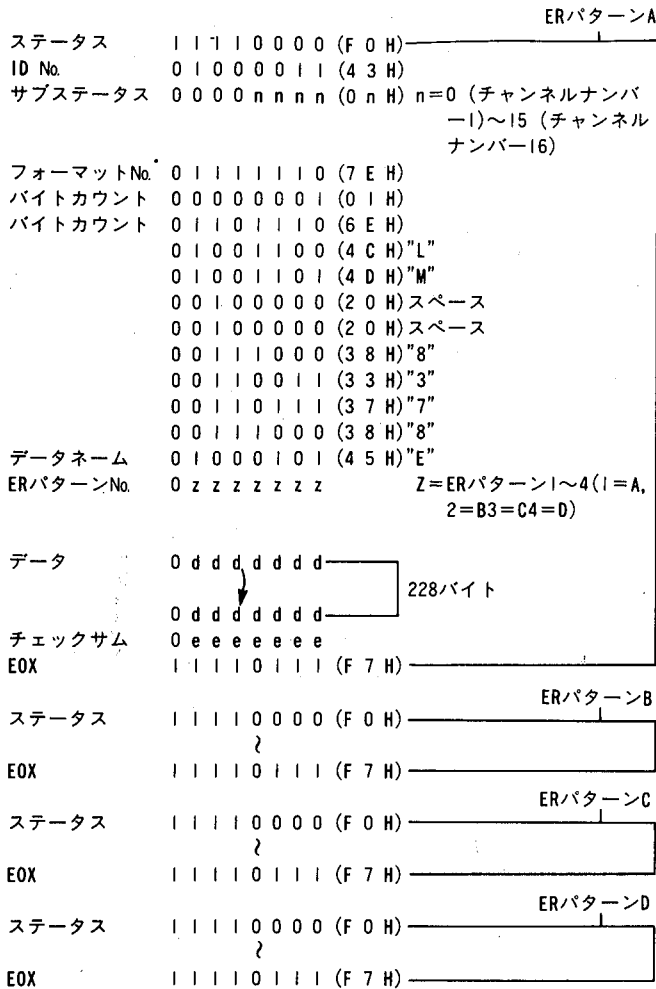 ERパターンA
ステータス 11110000 (F0H)
ID No. 01000011 (43H)
サブステータス 0000nnnn (0nH) n=0 (チャンネルナンバ
ー1)~15 (チャンネル
ナンバー16)
フォーマットNo. 01111110 (7EH)
バイトカウント 00000001 (01H)
バイトカウント 01101110 (6EH)
01001100 (4CH)"L"
01001101 (4DH)"M"
00100000 (20H)スペース
00100000 (20H)スペース
00111000 (38H)"8"
00110011 (33H)"3"
00110111 (37H)"7"
00111000 (38H)"8"
データネーム 01000101 (45H)"E"
ERパターンNo. 0zzzzzzz Z=ERパターン1~4(1=A,
2=B3=C4=D)
データ 0ddddddd
228バイト
0ddddddd
チェックサム 0eeeeeee
EOX 11110111 (F7H)
ERパターンB
ステータス 11110000 (F0H)
~
EOX 11110111 (F7H)
ERパターンC
ステータス 11110000 (F0H)
~
EOX 11110111 (F7H)
ERパターンD
ステータス 11110000 (F0H)
~
EOX 11110111 (F7H)